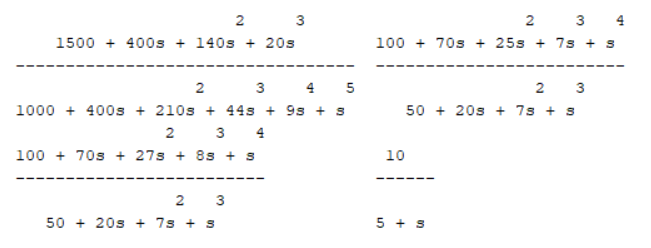 2 3 2 3 4
1500 + 400s + 140s + 20s 100 + 70s + 25s + 7s + s
---------------------------------- -------------------------
2 3 4 5 2 3
1000 + 400s + 210s + 44s + 9s + s 50 + 20s + 7s + s
2 3 4
100 + 70s + 27s + 8s + s 10
------------------------- ------
2 3
50 + 20s + 7s + s 5 + s